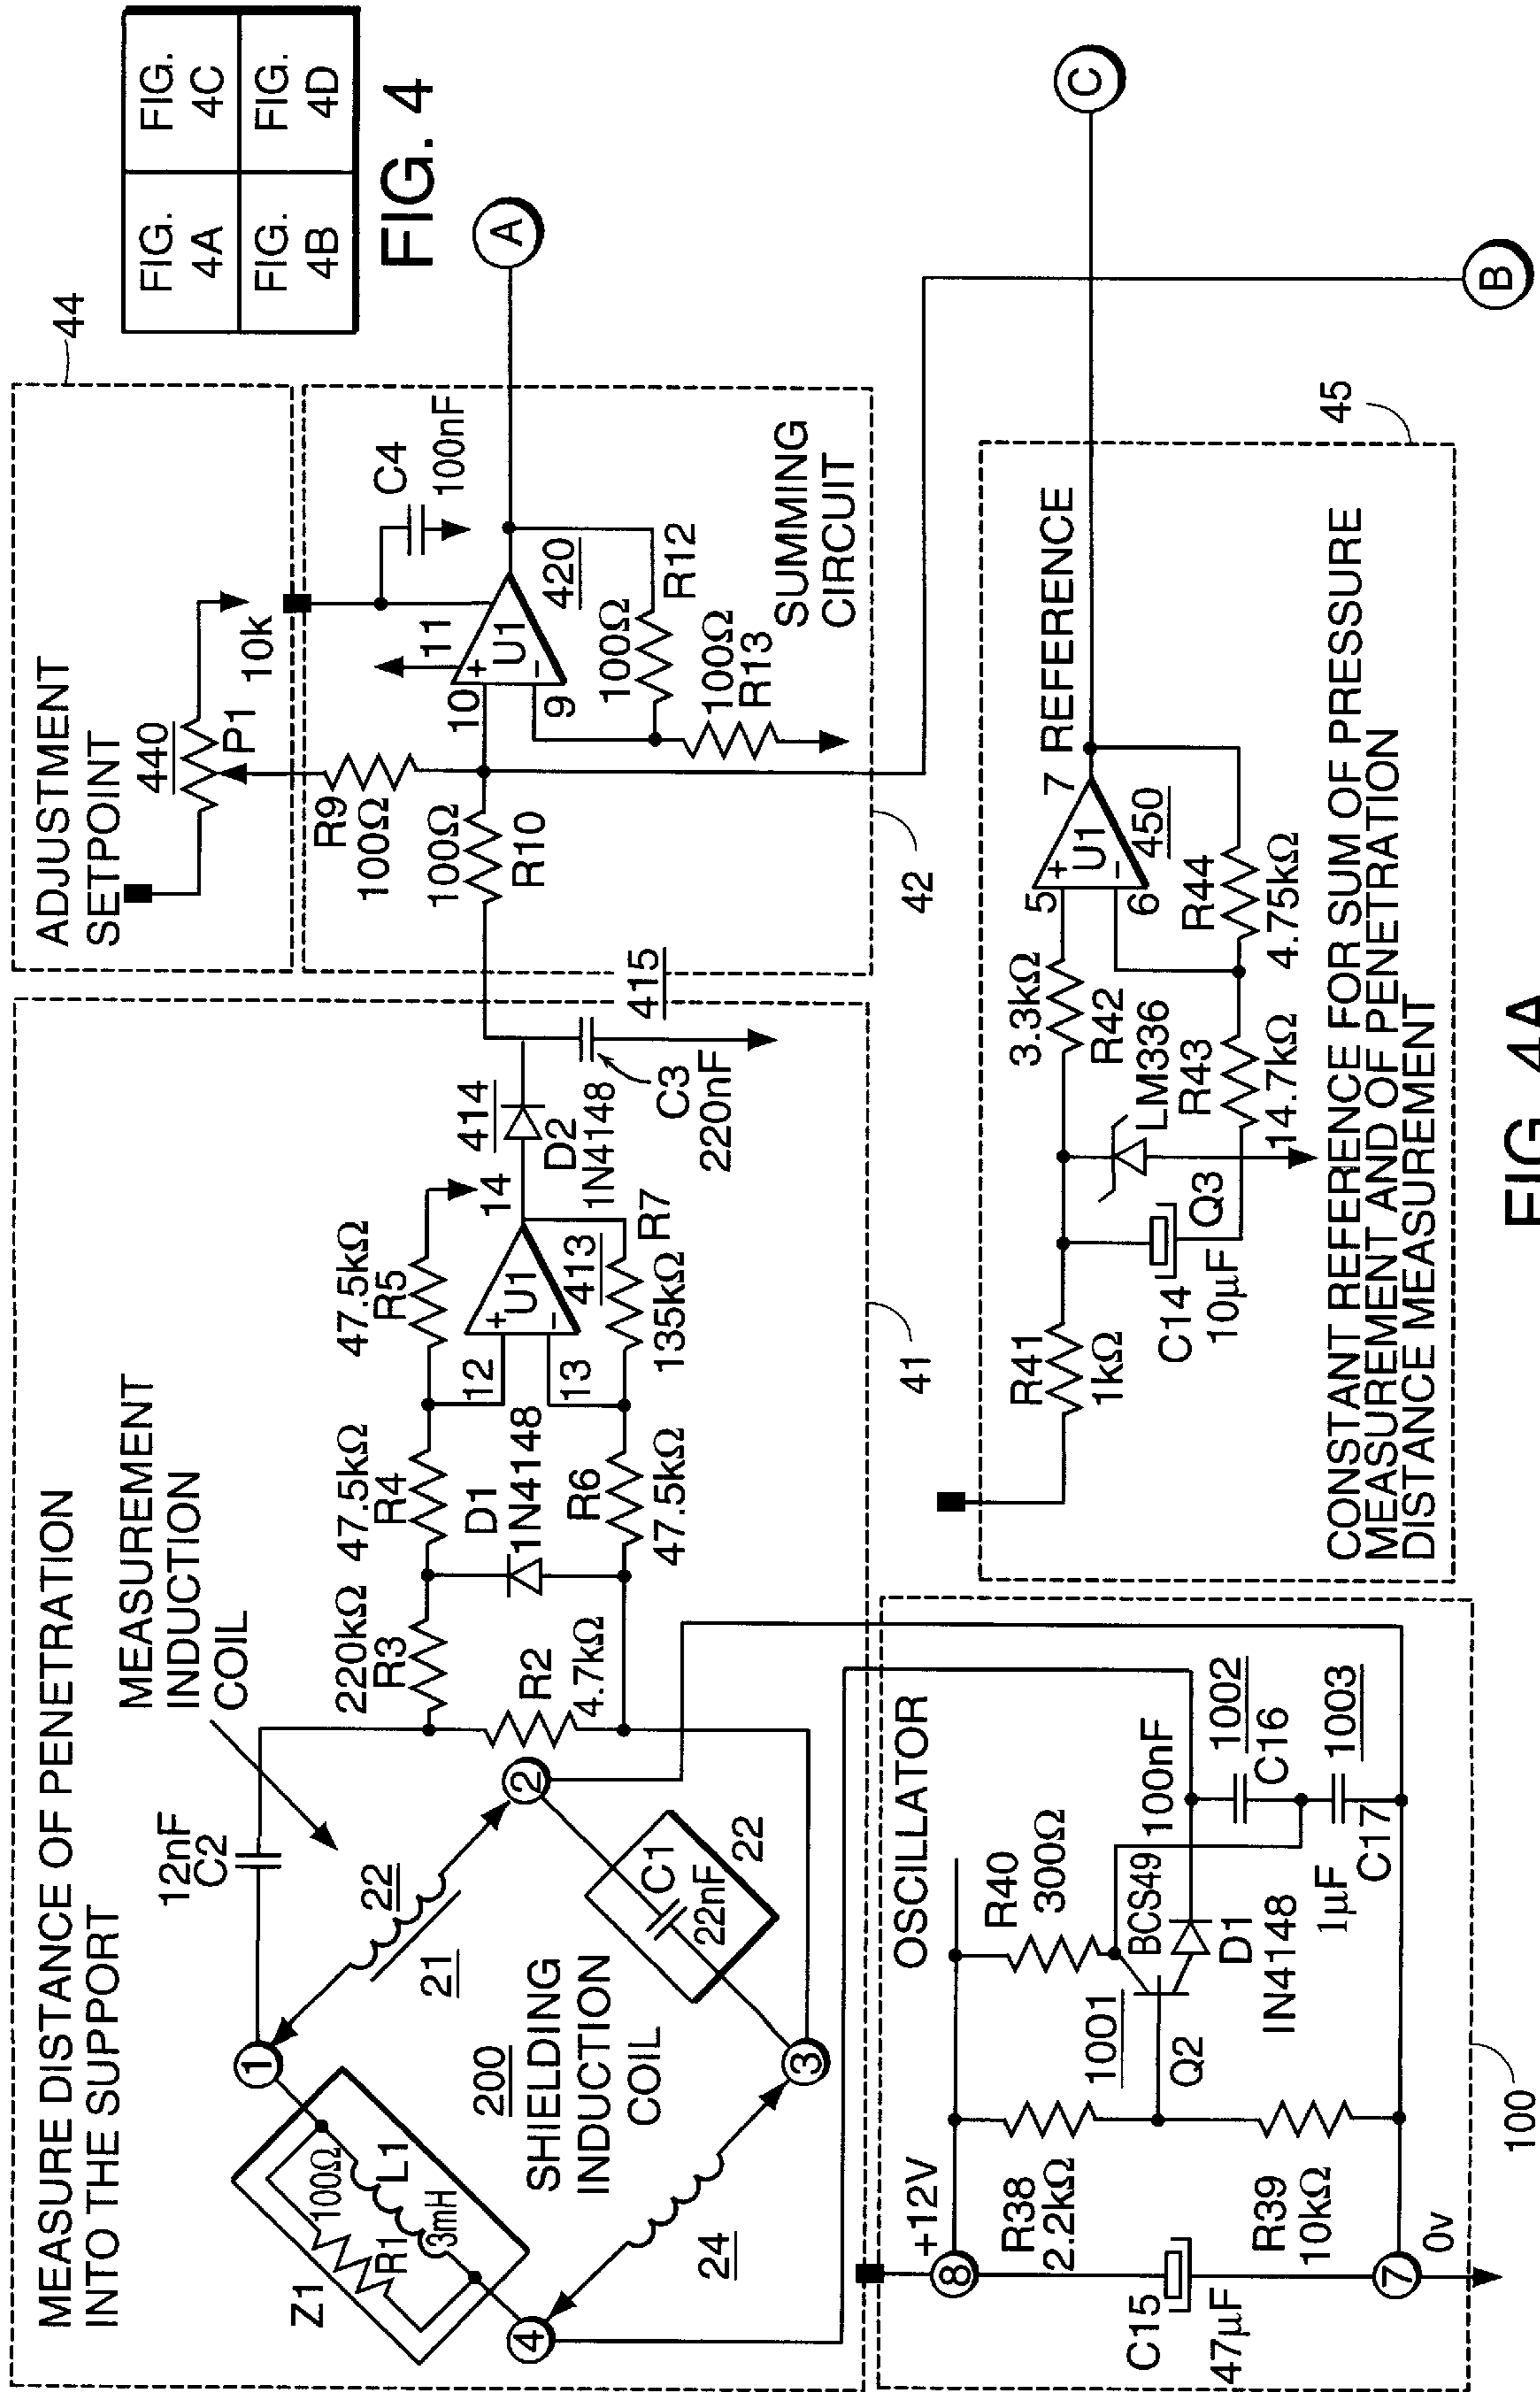 MEASURE DISTANCE OF PENETRATION
INTO THE SUPPORT
MEASUREMENT
INDUCTION
COIL
12nF
C2
1
22
21
2
Z1
100Ω
R1
L1
3mH
200
SHIELDING
INDUCTION
COIL
C1
22nF
22
4
24
3
220kΩ
R3
R2
4.7kΩ
47.5kΩ
R4
D1
1N4148
R6
47.5kΩ
47.5kΩ
R5
12
13
+
-
U1
413
14
R7
135kΩ
414
D2
1N4148
C3
220nF
415
41
ADJUSTMENT
SETPOINT
440
P1
10k
44
R9
100Ω
100Ω
R10
10
9
11
+
-
U1
420
C4
100nF
100Ω
R12
100Ω
R13
SUMMING
CIRCUIT
42
A
B
FIG.
4A
FIG.
4C
FIG.
4B
FIG.
4D
FIG. 4
OSCILLATOR
+12V
8
R38
2.2kΩ
C15
47µF
R39
10kΩ
7
0v
R40
300Ω
1001
Q2
BCS49
D1
IN4148
100nF
1002
C16
1µF
C17
1003
100
R41
1kΩ
C14
10µF
Q3
LM336
3.3kΩ
R42
R43
14.7kΩ
5
6
+
-
U1
450
7
REFERENCE
R44
4.75kΩ
45
C
CONSTANT REFERENCE FOR SUM OF PRESSURE
MEASUREMENT AND OF PENETRATION
DISTANCE MEASUREMENT
FIG. 4A